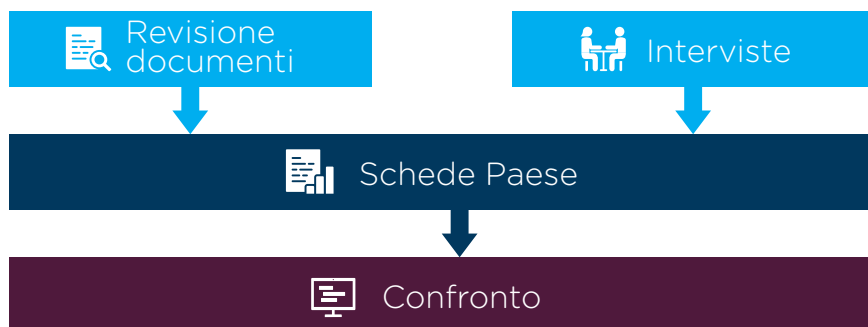 Revisione
documenti
Interviste
Schede Paese
Confronto